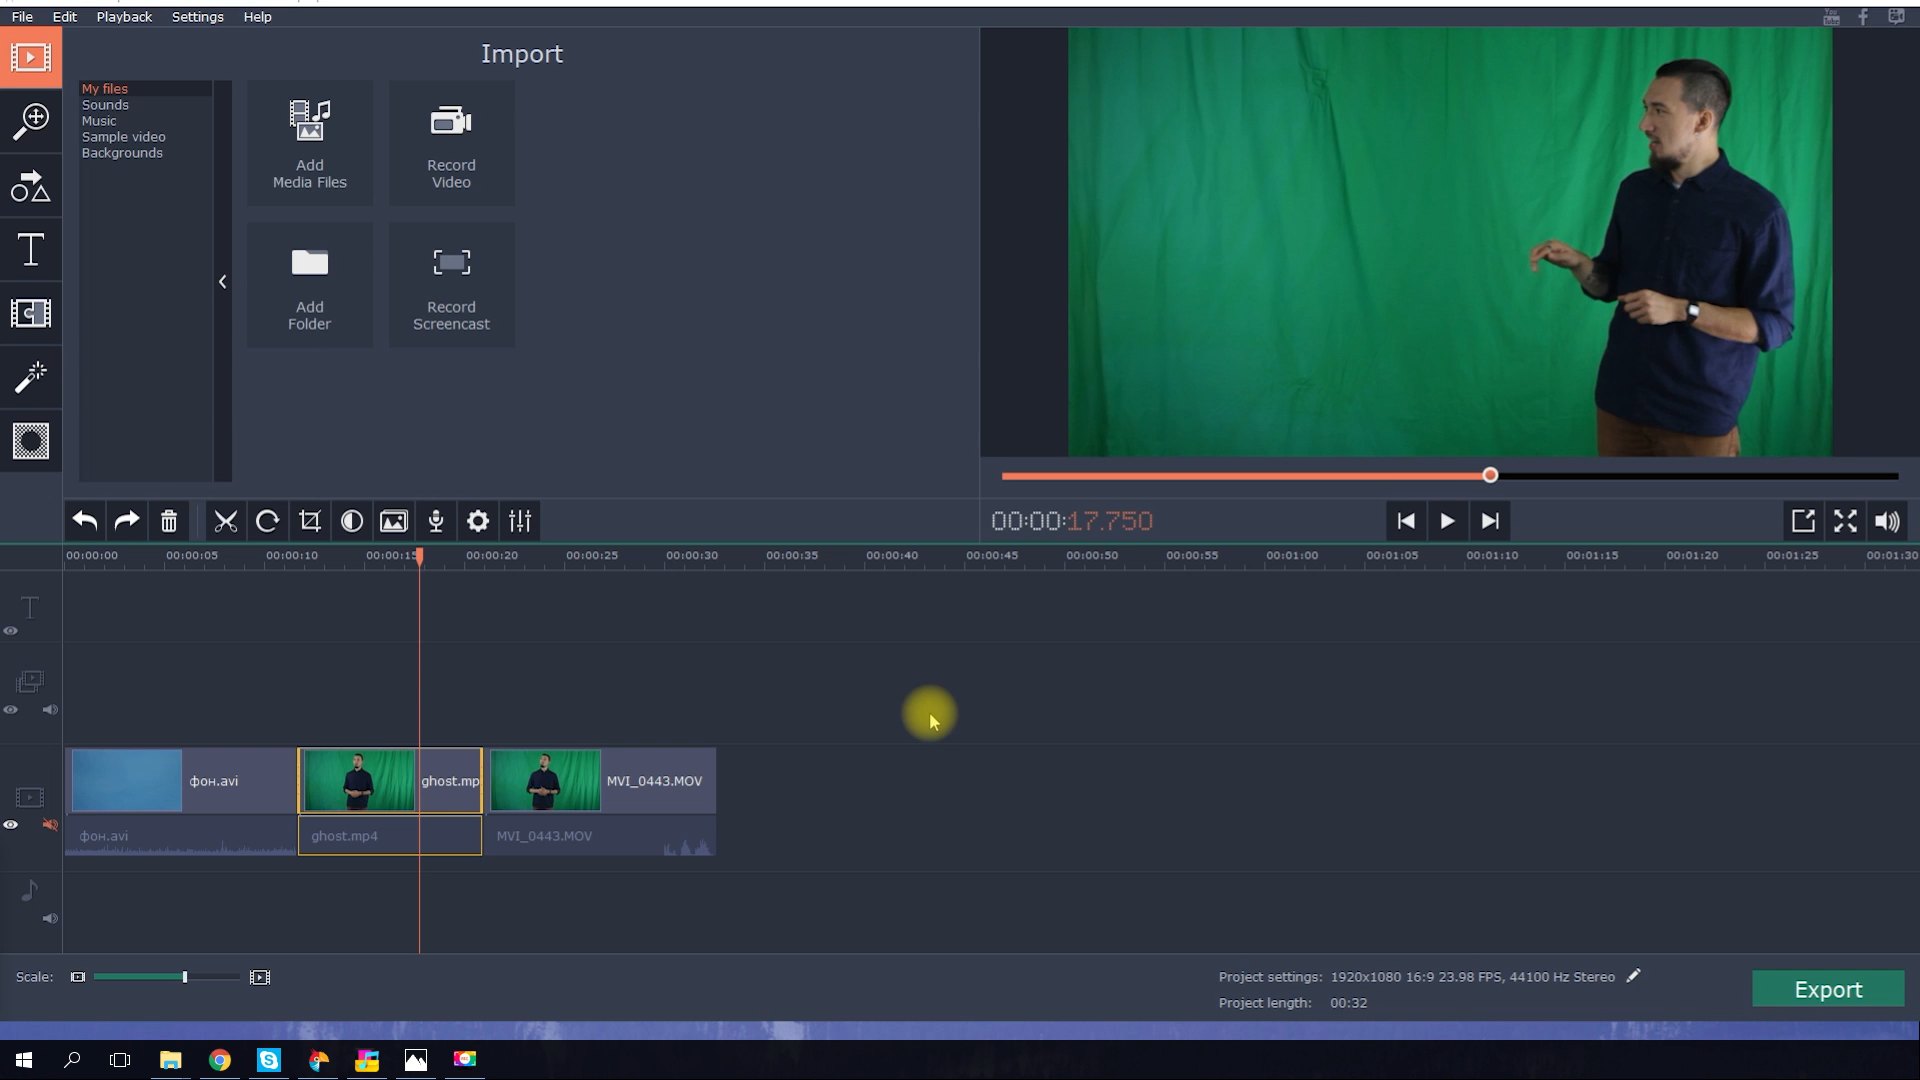 File Edit Playback Settings Help
You Tube
Import
My files
Sounds
Music
Sample video
Backgrounds
Add
Media Files
Record
Video
Add
Folder
Record
Screencast
00:00:17.750
00:00:00 00:00:05 00:00:10 00:00:15 00:00:20 00:00:25 00:00:30 00:00:35 00:00:40 00:00:45 00:00:50 00:00:55 00:01:00 00:01:05 00:01:10 00:01:15 00:01:20 00:01:25 00:01:30
фон.avi ghost.mp MVI_0443.MOV
фон.avi ghost.mp4 MVI_0443.MOV
Scale:
Project settings: 1920x1080 16:9 23.98 FPS, 44100 Hz Stereo
Project length: 00:32
Export